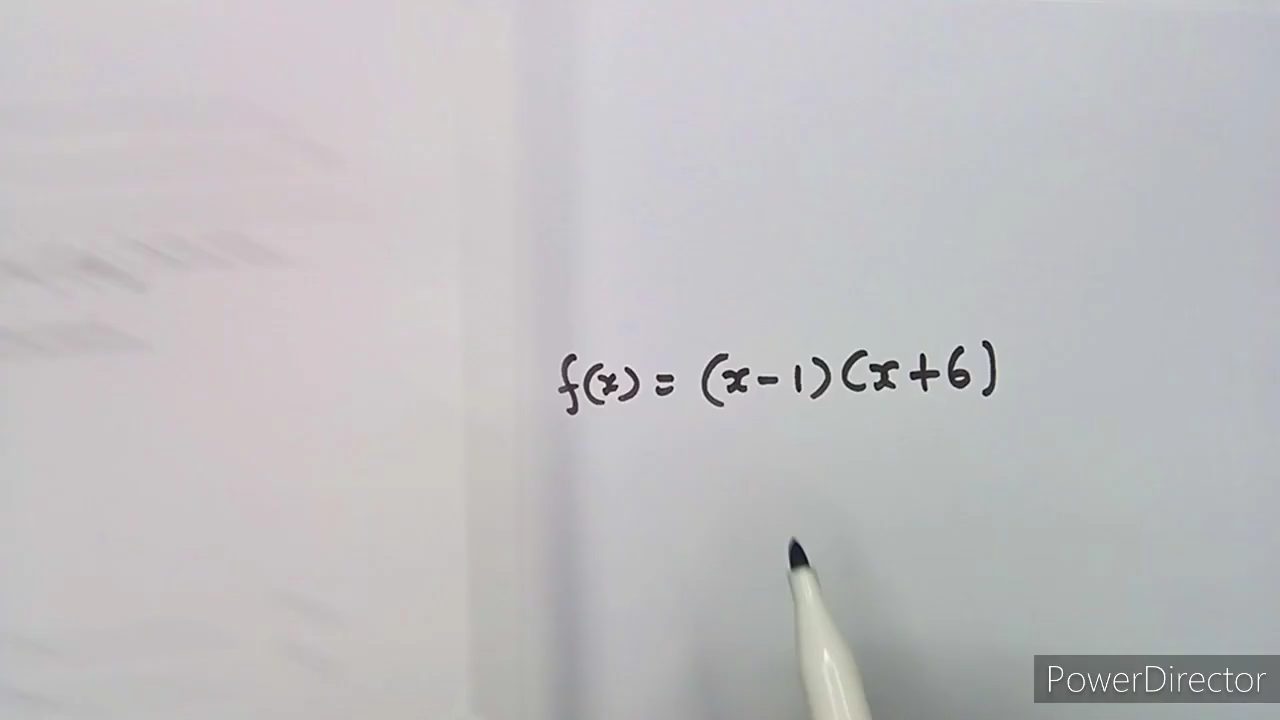 f(x) = (x-1)(x+6)
PowerDirector